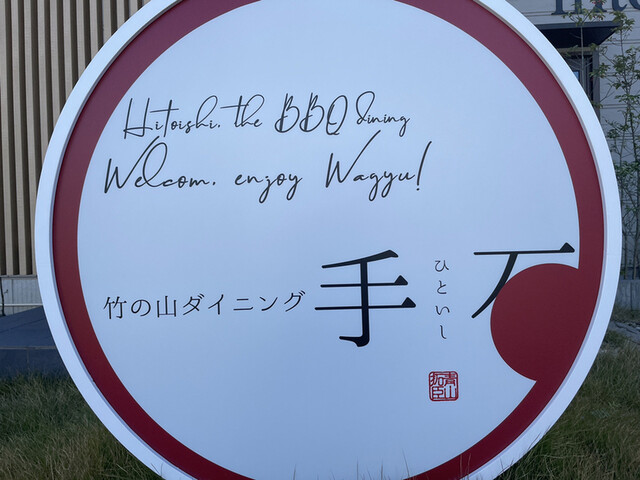 Hitoishi, the BBQ dining
Welcom, enjoy Wagyu!
竹の山ダイニング
手
ひといし